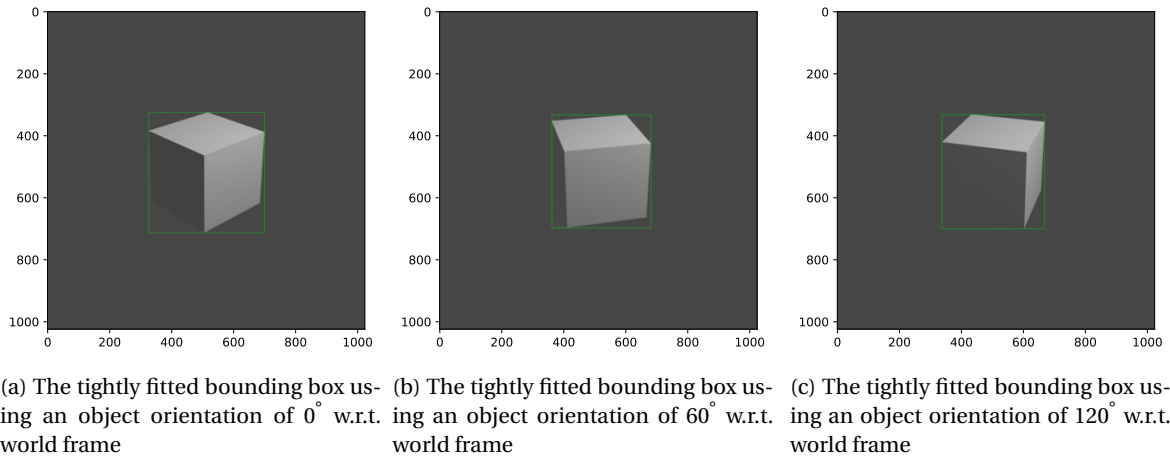 0
200
400
600
800
1000
0 200 400 600 800 1000
0
200
400
600
800
1000
0 200 400 600 800 1000
0
200
400
600
800
1000
0 200 400 600 800 1000
(a) The tightly fitted bounding box us-
ing an object orientation of 0° w.r.t.
world frame
(b) The tightly fitted bounding box us-
ing an object orientation of 60° w.r.t.
world frame
(c) The tightly fitted bounding box us-
ing an object orientation of 120° w.r.t.
world frame